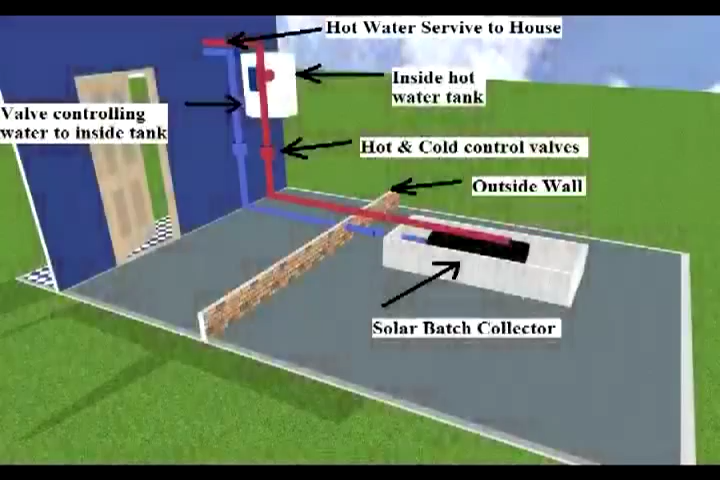 Hot Water Servive to House
Inside hot
water tank
Valve controlling
water to inside tank
Hot & Cold control valves
Outside Wall
Solar Batch Collector